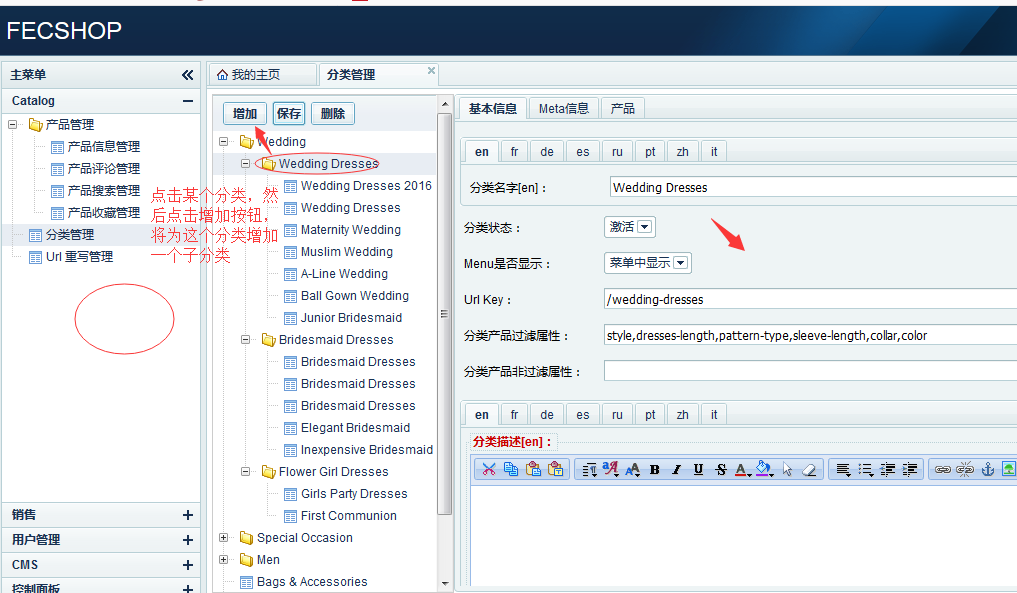 FECSHOP
主菜单
Catalog
产品管理
产品信息管理
产品评论管理
产品搜索管理
产品收藏管理
分类管理
Url 重写管理
销售
用户管理
CMS
控制面板
点击某个分类，然
后点击增加按钮，
将为这个分类增加
一个子分类
我的主页
分类管理
增加 保存 删除
Wedding
Wedding Dresses
Wedding Dresses 2016
Wedding Dresses
Maternity Wedding
Muslim Wedding
A-Line Wedding
Ball Gown Wedding
Junior Bridesmaid
Bridesmaid Dresses
Bridesmaid Dresses
Bridesmaid Dresses
Bridesmaid Dresses
Elegant Bridesmaid
Inexpensive Bridesmaid
Flower Girl Dresses
Girls Party Dresses
First Communion
Special Occasion
Men
Bags & Accessories
基本信息 Meta信息 产品
en fr de es ru pt zh it
分类名字[en]： Wedding Dresses
分类状态： 激活
Menu是否显示： 菜单中显示
Url Key： /wedding-dresses
分类产品过滤属性： style,dresses-length,pattern-type,sleeve-length,collar,color
分类产品非过滤属性：
en fr de es ru pt zh it
分类描述[en]：